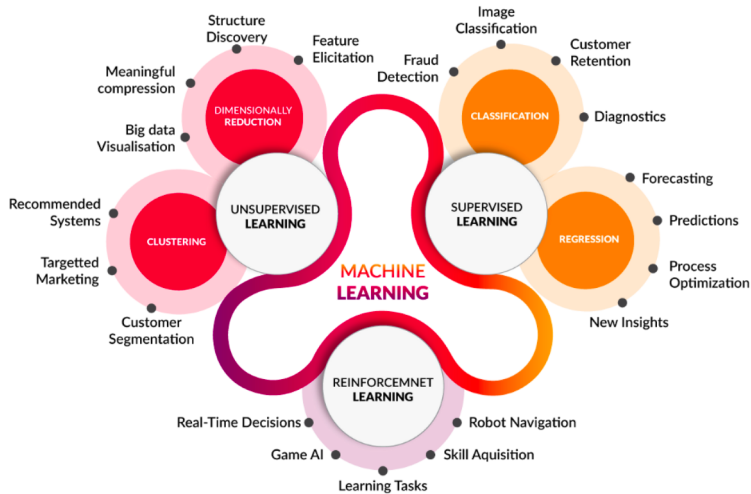 Structure
Discovery
Feature
Elicitation
Meaningful
compression
Big data
Visualisation
DIMENSIONALLY
REDUCTION
UNSUPERVISED
LEARNING
Recommended
Systems
Targetted
Marketing
Customer
Segmentation
CLUSTERING
Image
Classification
Fraud
Detection
Customer
Retention
Diagnostics
CLASSIFICATION
SUPERVISED
LEARNING
Forecasting
Predictions
Process
Optimization
New Insights
REGRESSION
MACHINE
LEARNING
REINFORCEMNET
LEARNING
Real-Time Decisions
Game AI
Learning Tasks
Skill Aquisition
Robot Navigation